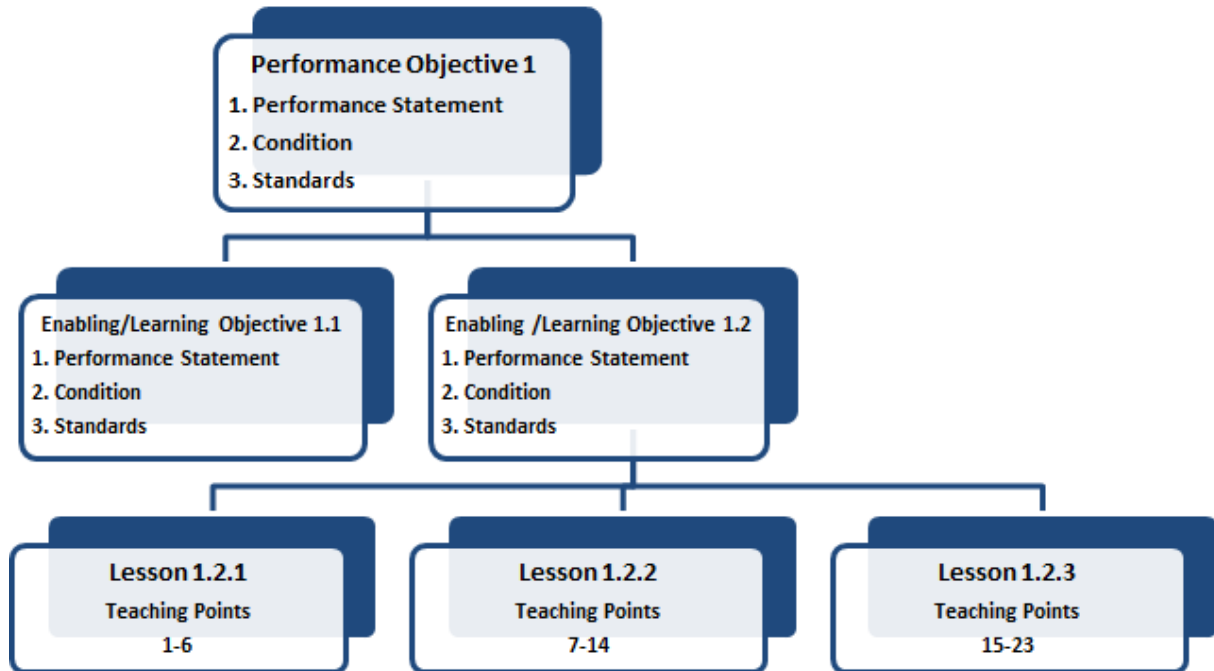 Performance Objective 1
1. Performance Statement
2. Condition
3. Standards
Enabling/Learning Objective 1.1
1. Performance Statement
2. Condition
3. Standards
Enabling /Learning Objective 1.2
1. Performance Statement
2. Condition
3. Standards
Lesson 1.2.1
Teaching Points
1-6
Lesson 1.2.2
Teaching Points
7-14
Lesson 1.2.3
Teaching Points
15-23